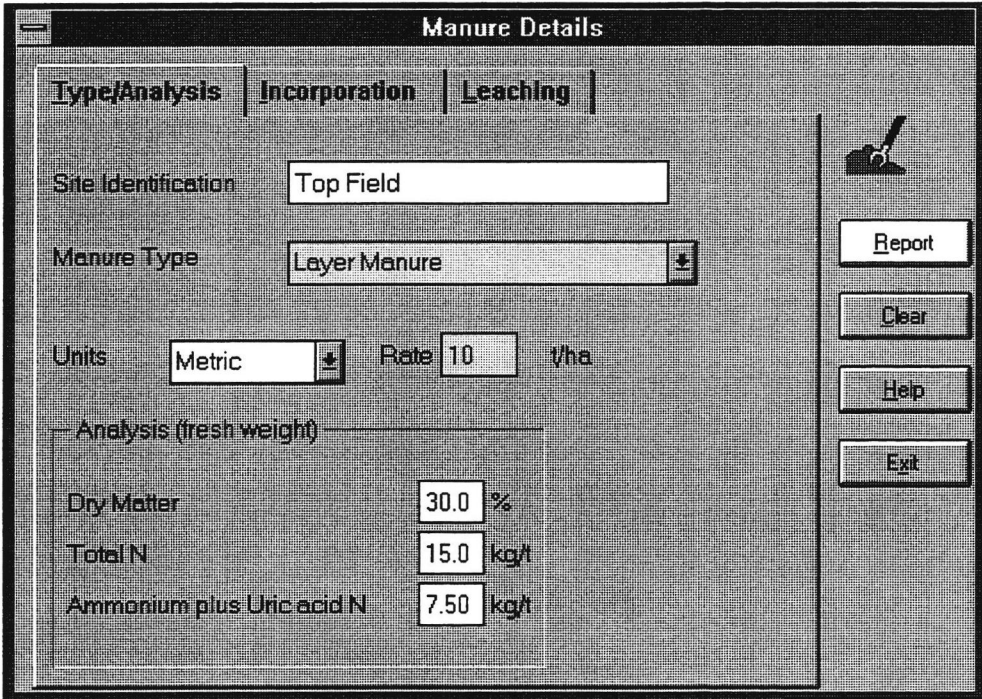 Manure Details
Type/Analysis Incorporation Leaching
Site Identification Top Field
Manure Type Layer Manure
Report
Clear
Units Metric Rate 10 t/ha
Help
Analysis (fresh weight)
Exit
Dry Matter 30.0 %
Total N 15.0 kg/t
Ammonium plus Uric acid N 7.50 kg/t